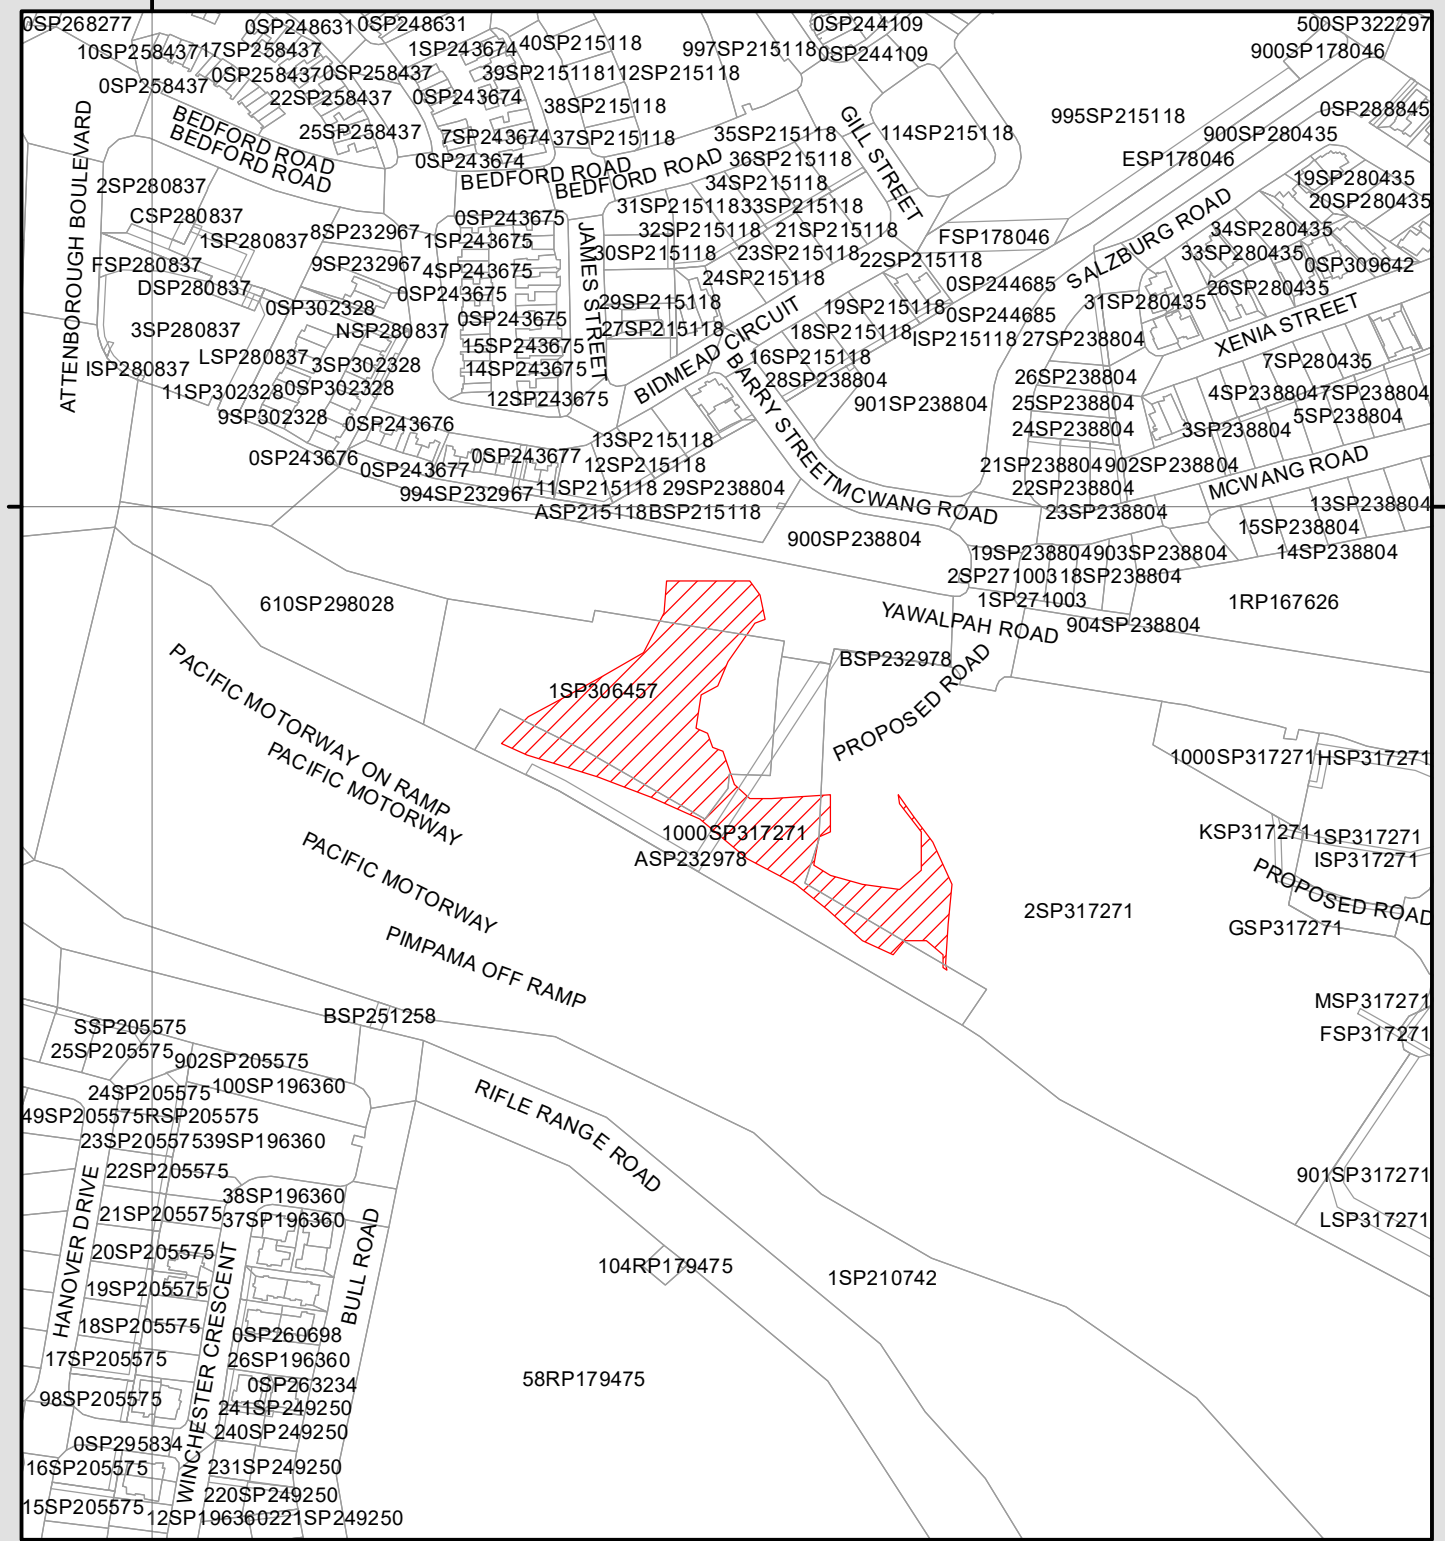 0SP268277
0SP248631
0SP248631
0SP244109
500SP322297
10SP258437
17SP258437
1SP243674
40SP215118
997SP215118
0SP244109
900SP178046
0SP258437
0SP258437
0SP258437
39SP215118
112SP215118
22SP258437
0SP243674
38SP215118
995SP215118
0SP288845
25SP258437
7SP243674
37SP215118
35SP215118
GILL STREET
114SP215118
900SP280435
BEDFORD ROAD
BEDFORD ROAD
0SP243674
BEDFORD ROAD
BEDFORD ROAD
36SP215118
ESP178046
ATTENBOROUGH BOULEVARD
2SP280837
34SP215118
19SP280435
20SP280435
CSP280837
0SP243675
31SP215118
33SP215118
SALZBURG ROAD
1SP280837
8SP232967
1SP243675
JAMES STREET
32SP215118
21SP215118
FSP178046
34SP280435
FSP280837
9SP232967
4SP243675
30SP215118
23SP215118
22SP215118
33SP280435
0SP309642
DSP280837
0SP243675
24SP215118
0SP244685
26SP280435
0SP302328
0SP243675
29SP215118
19SP215118
0SP244685
31SP280435
3SP280837
NSP280837
27SP215118
BIDMEAD CIRCUIT
18SP215118
ISP215118
27SP238804
XENIA STREET
15SP243675
LSP280837
3SP302328
16SP215118
7SP280435
ISP280837
14SP243675
28SP238804
26SP238804
11SP302328
0SP302328
12SP243675
BARRY STREET
901SP238804
25SP238804
4SP238804
7SP238804
9SP302328
0SP243676
24SP238804
3SP238804
5SP238804
13SP215118
0SP243676
0SP243677
0SP243677
12SP215118
21SP238804
902SP238804
MCWANG ROAD
994SP232967
11SP215118
29SP238804
22SP238804
ASP215118
BSP215118
MCWANG ROAD
23SP238804
13SP238804
15SP238804
900SP238804
19SP238804
903SP238804
14SP238804
2SP271003
18SP238804
610SP298028
1SP271003
1RP167626
YAWALPAH ROAD
904SP238804
BSP232978
1SP306457
PROPOSED ROAD
PACIFIC MOTORWAY ON RAMP
PACIFIC MOTORWAY
1000SP317271
HSP317271
1000SP317271
KSP317271
1SP317271
ASP232978
ISP317271
PACIFIC MOTORWAY
PROPOSED ROAD
2SP317271
GSP317271
PIMPAMA OFF RAMP
MSP317271
BSP251258
SSP205575
FSP317271
25SP205575
902SP205575
24SP205575
100SP196360
RIFLE RANGE ROAD
49SP205575
RSP205575
23SP205575
39SP196360
22SP205575
901SP317271
38SP196360
21SP205575
37SP196360
LSP317271
HANOVER DRIVE
20SP205575
BULL ROAD
104RP179475
1SP210742
19SP205575
18SP205575
0SP260698
WINCHESTER CRESCENT
17SP205575
26SP196360
58RP179475
98SP205575
0SP263234
241SP249250
240SP249250
0SP295834
16SP205575
231SP249250
220SP249250
15SP205575
12SP196360
221SP249250